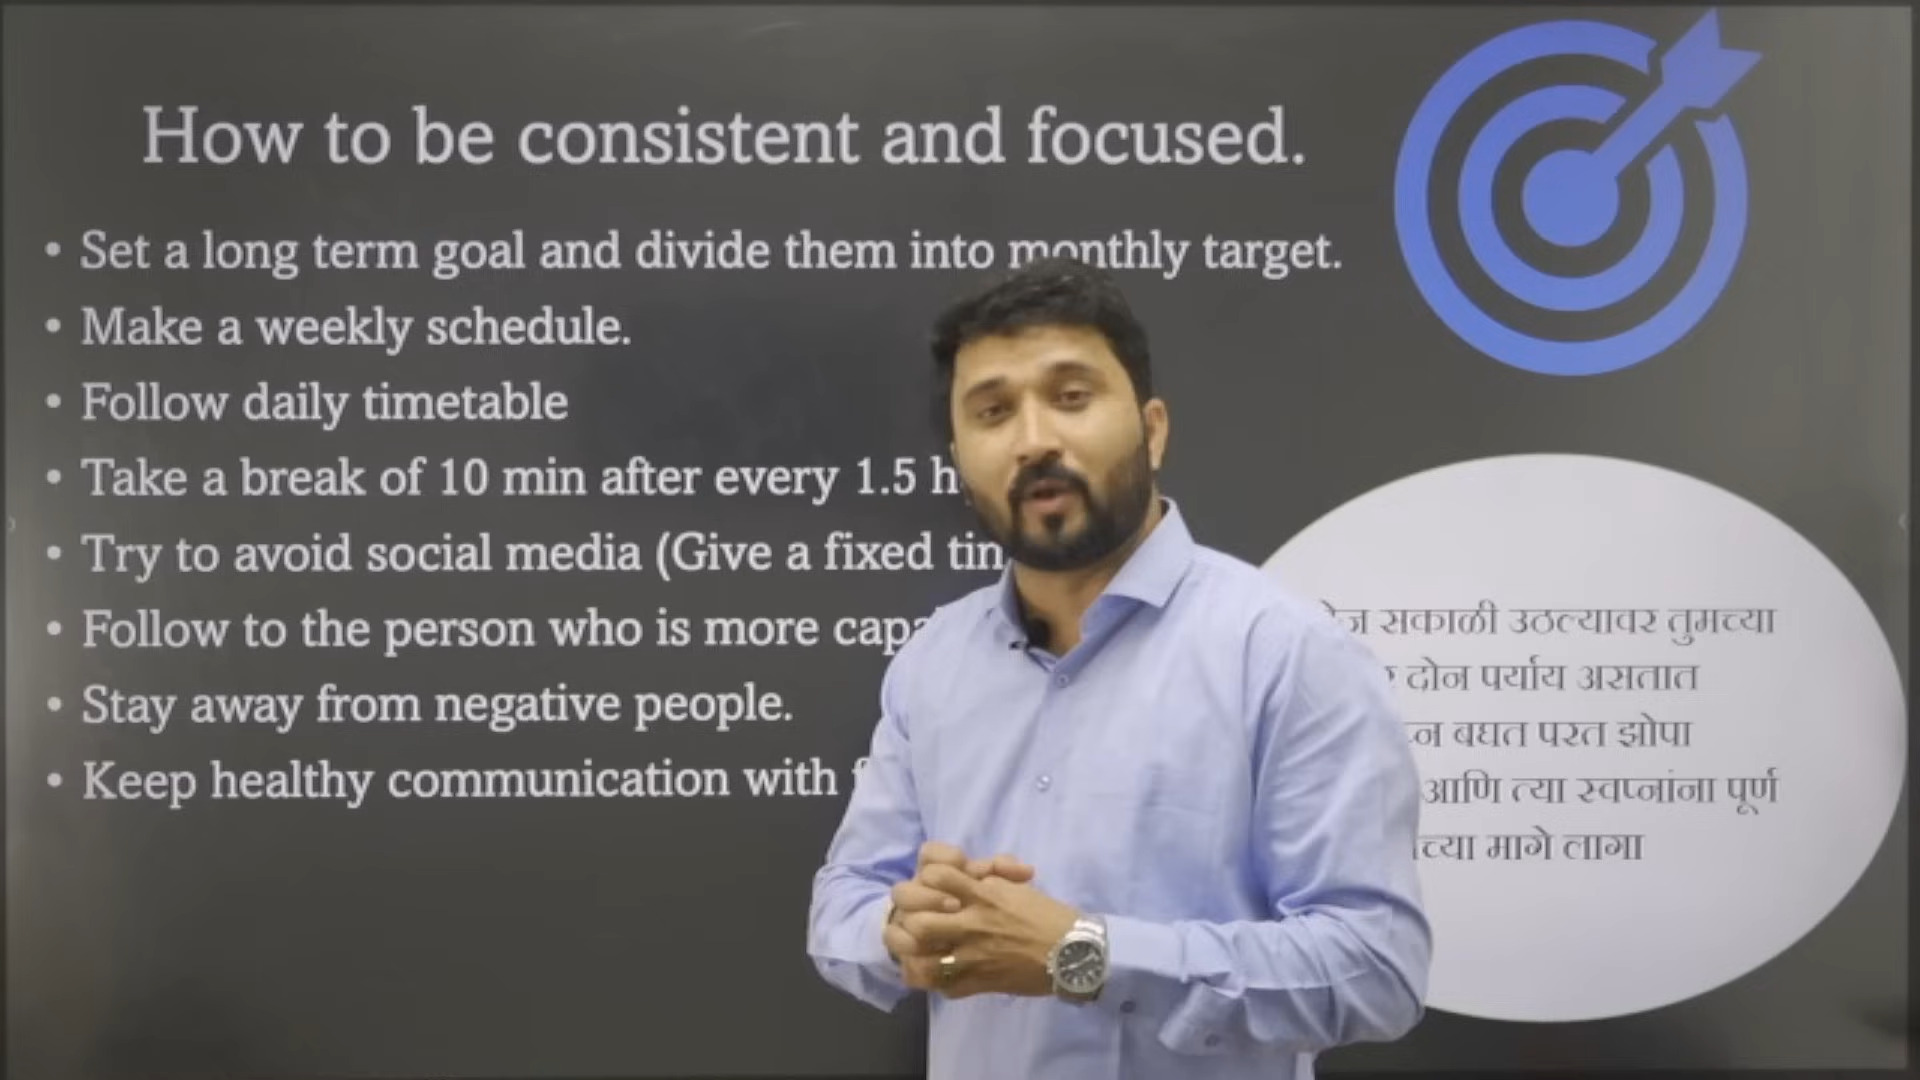 How to be consistent and focused.
• Set a long term goal and divide them into monthly target.
• Make a weekly schedule.
• Follow daily timetable
• Take a break of 10 min after every 1.5
• Try to avoid social media (Give a fixed
• Follow to the person who is more
• Stay away from negative people.
• Keep healthy communication with
सकाळी उठल्यावर तुमच्या
दोन पर्याय असतात
बघत परत झोपा
आणि त्या स्वप्नांना पूर्ण
मागे लागा